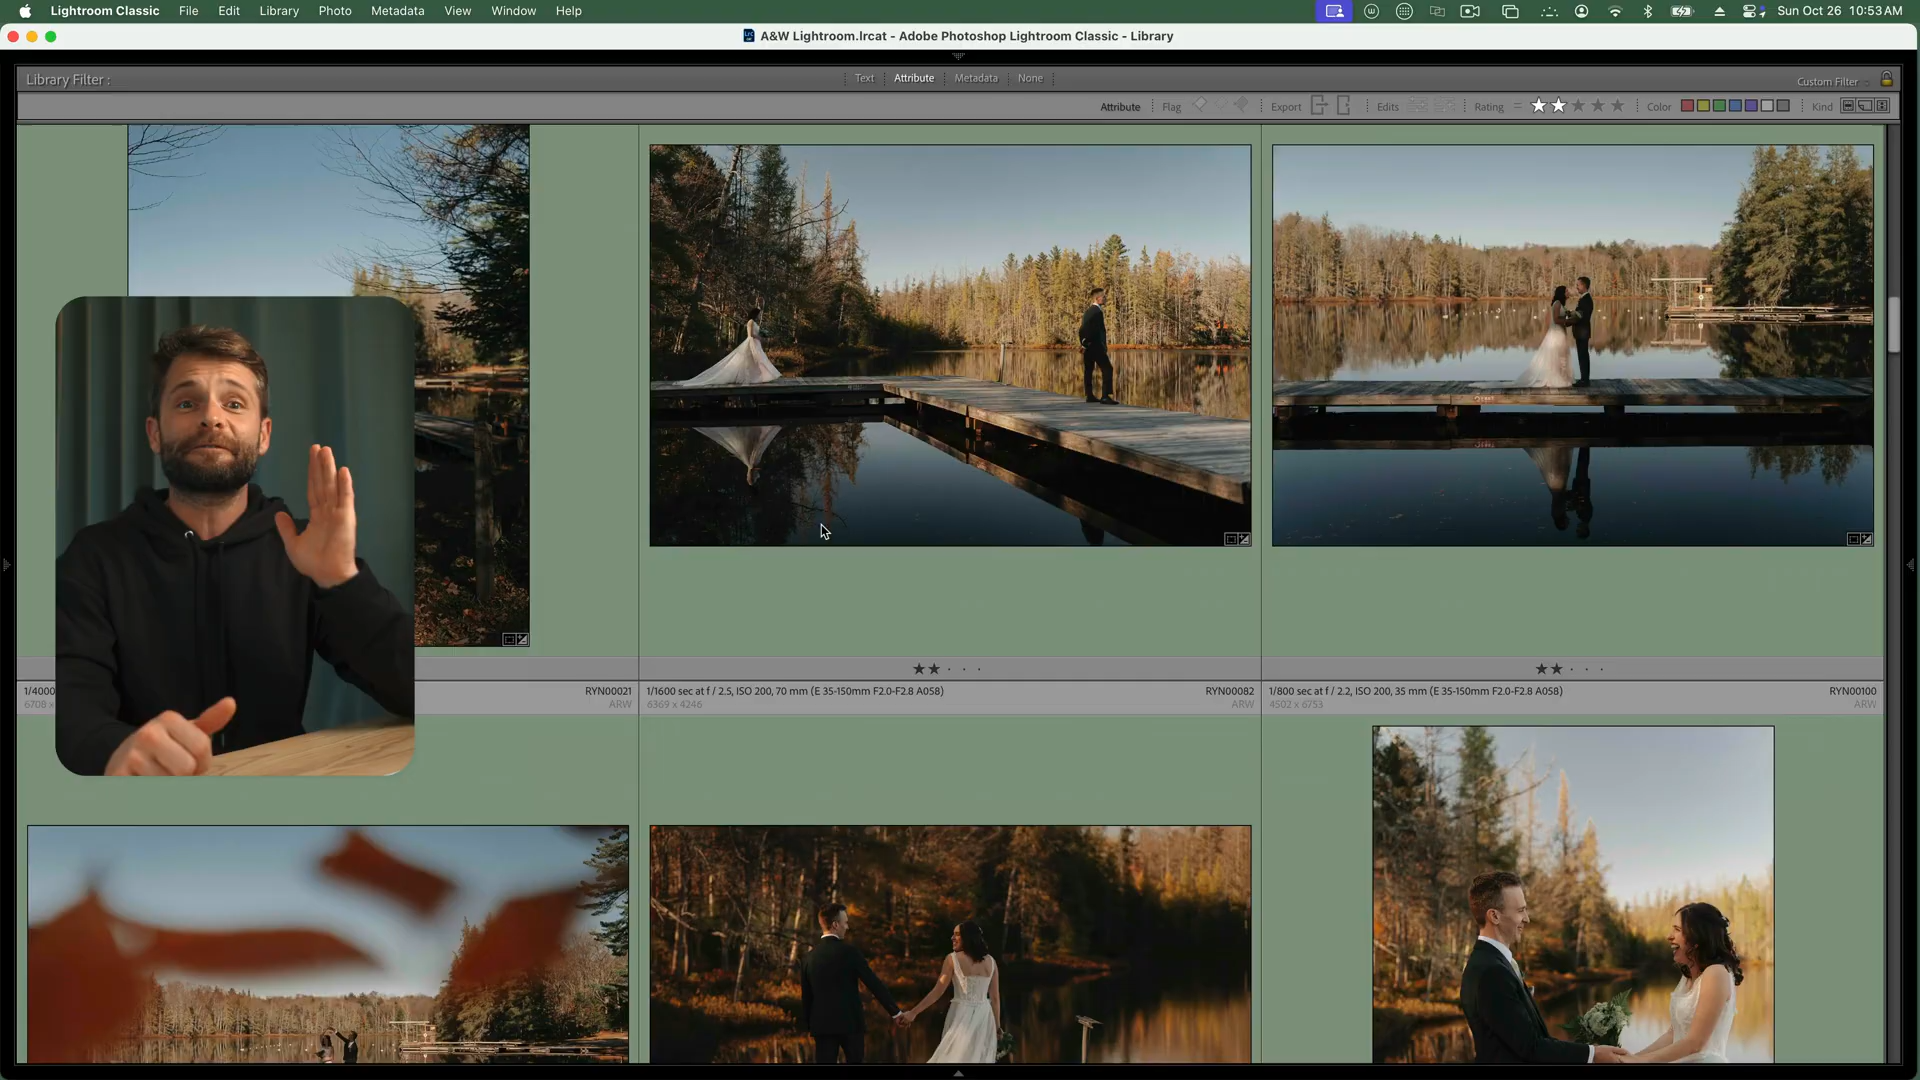 Lightroom Classic File Edit Library Photo Metadata View Window Help Sun Oct 26 10:53 AM
A&W Lightroom.lrcat - Adobe Photoshop Lightroom Classic - Library
Library Filter : Text Attribute Metadata None Custom Filter
Attribute Flag Export Edits Rating = Color Kind
1/4000 RYN00021 1/1600 sec at f / 2.5, ISO 200, 70 mm (E 35-150mm F2.0-F2.8 A058) RYN00082 1/800 sec at f / 2.2, ISO 200, 35 mm (E 35-150mm F2.0-F2.8 A058) RYN00100
6708 x ARW 6369 x 4246 ARW 4502 x 6753 ARW